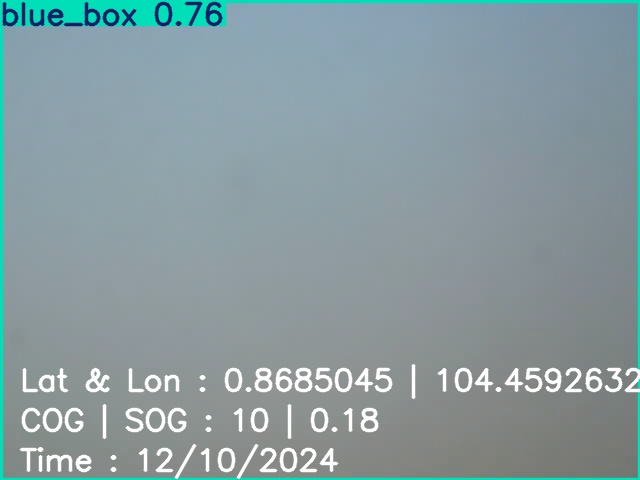 blue_box 0.76
Lat & Lon : 0.8685045 | 104.4592632
COG | SOG : 10 | 0.18
Time : 12/10/2024